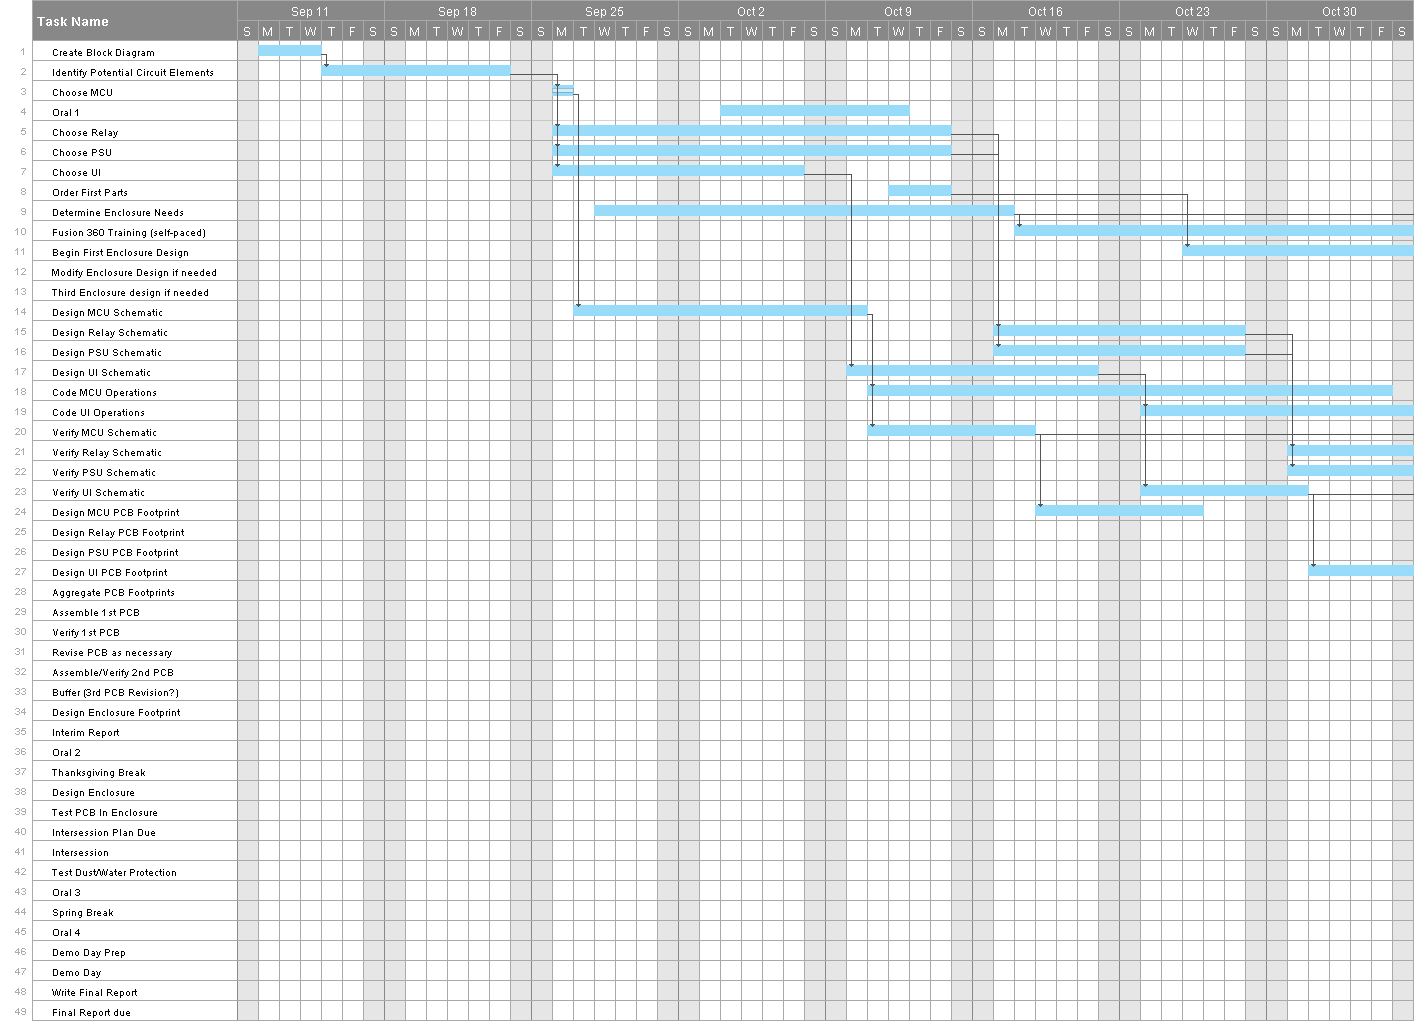 Task Name
Sep 11 Sep 18 Sep 25 Oct 2 Oct 9 Oct 16 Oct 23 Oct 30
S M T W T F S S M T W T F S S M T W T F S S M T W T F S S M T W T F S S M T W T F S S M T W T F S S M T W T F S
1 Create Block Diagram
2 Identify Potential Circuit Elements
3 Choose MCU
4 Oral 1
5 Choose Relay
6 Choose PSU
7 Choose UI
8 Order First Parts
9 Determine Enclosure Needs
10 Fusion 360 Training (self-paced)
11 Begin First Enclosure Design
12 Modify Enclosure Design if needed
13 Third Enclosure design if needed
14 Design MCU Schematic
15 Design Relay Schematic
16 Design PSU Schematic
17 Design UI Schematic
18 Code MCU Operations
19 Code UI Operations
20 Verify MCU Schematic
21 Verify Relay Schematic
22 Verify PSU Schematic
23 Verify UI Schematic
24 Design MCU PCB Footprint
25 Design Relay PCB Footprint
26 Design PSU PCB Footprint
27 Design UI PCB Footprint
28 Aggregate PCB Footprints
29 Assemble 1st PCB
30 Verify 1st PCB
31 Revise PCB as necessary
32 Assemble/Verify 2nd PCB
33 Buffer (3rd PCB Revision?)
34 Design Enclosure Footprint
35 Interim Report
36 Oral 2
37 Thanksgiving Break
38 Design Enclosure
39 Test PCB In Enclosure
40 Intersession Plan Due
41 Intersession
42 Test Dust/Water Protection
43 Oral 3
44 Spring Break
45 Oral 4
46 Demo Day Prep
47 Demo Day
48 Write Final Report
49 Final Report due